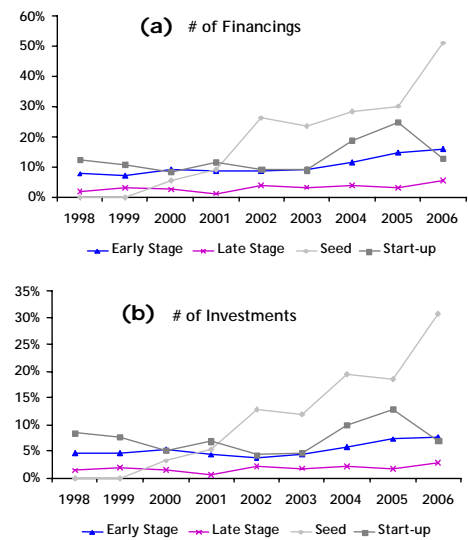 (a) # of Financings
60%
50%
40%
30%
20%
10%
0%
1998 1999 2000 2001 2002 2003 2004 2005 2006
Early Stage Late Stage Seed Start-up
(b) # of Investments
35%
30%
25%
20%
15%
10%
5%
0%
1998 1999 2000 2001 2002 2003 2004 2005 2006
Early Stage Late Stage Seed Start-up